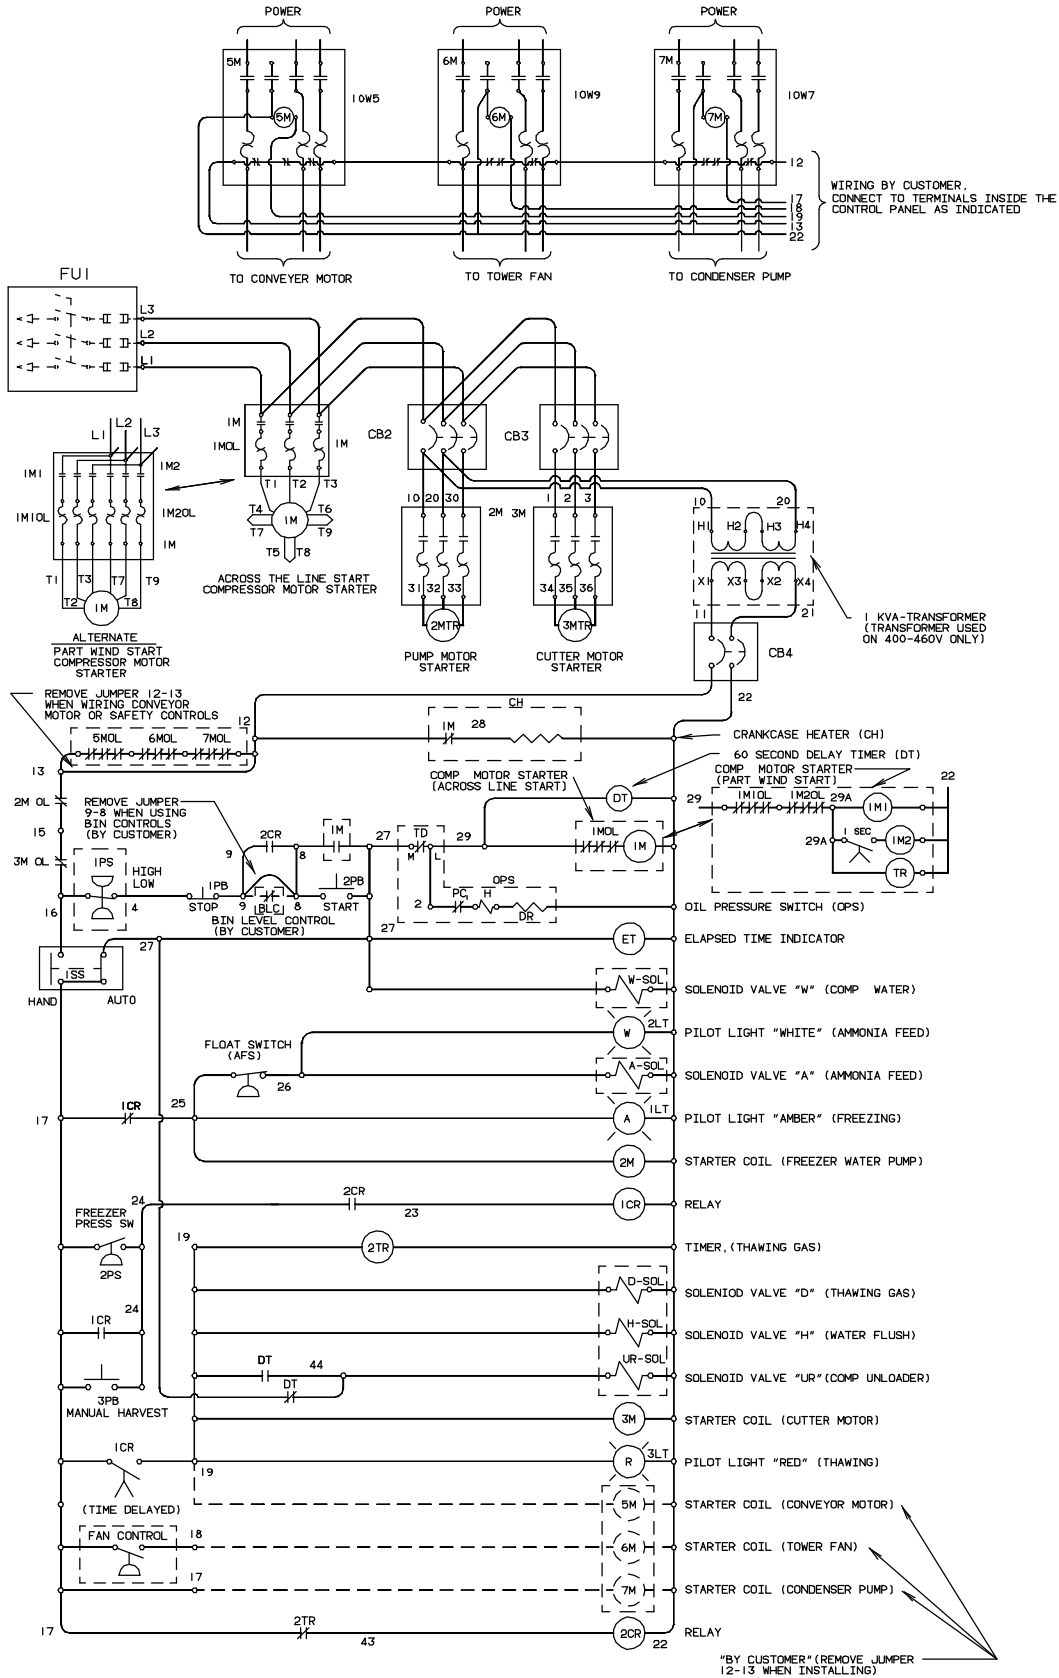 POWER
POWER
POWER
5M
6M
7M
10W5
10W9
10W7
5M
6M
7M
12
WIRING BY CUSTOMER.
CONNECT TO TERMINALS INSIDE THE
CONTROL PANEL AS INDICATED
17
18
19
13
22
TO CONVEYER MOTOR
TO TOWER FAN
TO CONDENSER PUMP
FU1
L3
L2
L1
L2
L1
L3
1M
1MOL
1M
CB2
CB3
1M1
1M2
1M1OL
1M2OL
1M
T1
T2
T3
T4
T7
1M
T6
T9
T5
T8
10
20
30
2M
3M
1
2
3
10
20
H1
H2
H3
H4
T1
T3
T7
T9
T2
1M
T8
ACROSS THE LINE START
COMPRESSOR MOTOR STARTER
31
32
33
34
35
36
X1
X3
X2
X4
11
21
2MTR
3MTR
1 KVA-TRANSFORMER
(TRANSFORMER USED
ON 400-460V ONLY)
ALTERNATE
PART WIND START
COMPRESSOR MOTOR
STARTER
PUMP MOTOR
STARTER
CUTTER MOTOR
STARTER
CB4
22
REMOVE JUMPER 12-13
WHEN WIRING CONVEYOR
MOTOR OR SAFETY CONTROLS
12
CH
1M
28
5MOL
6MOL
7MOL
CRANKCASE HEATER (CH)
60 SECOND DELAY TIMER (DT)
13
COMP MOTOR STARTER
(ACROSS LINE START)
COMP MOTOR STARTER
(PART WIND START)
22
2M OL
REMOVE JUMPER
9-8 WHEN USING
BIN CONTROLS
(BY CUSTOMER)
DT
29
1M1OL
1M2OL
29A
1M1
15
2CR
1M
27
TD
29
1MOL
1M
29A
1 SEC
1M2
3M OL
1PS
HIGH
LOW
9
8
M
L
TR
1PB
2PB
OPS
16
4
STOP
9
1BLC
8
START
2
PC
H
DR
OIL PRESSURE SWITCH (OPS)
BIN LEVEL CONTROL
(BY CUSTOMER)
27
27
ET
ELAPSED TIME INDICATOR
1SS
HAND
AUTO
W-SOL
SOLENOID VALVE "W" (COMP WATER)
W
2LT
PILOT LIGHT "WHITE" (AMMONIA FEED)
FLOAT SWITCH
(AFS)
26
A-SOL
SOLENOID VALVE "A" (AMMONIA FEED)
17
1CR
25
A
1LT
PILOT LIGHT "AMBER" (FREEZING)
2M
STARTER COIL (FREEZER WATER PUMP)
24
2CR
23
1CR
RELAY
FREEZER
PRESS SW
2PS
19
2TR
TIMER, (THAWING GAS)
D-SOL
SOLENIOD VALVE "D" (THAWING GAS)
24
1CR
H-SOL
SOLENOID VALVE "H" (WATER FLUSH)
DT
44
UR-SOL
SOLENOID VALVE "UR" (COMP UNLOADER)
DT
3PB
MANUAL HARVEST
3M
STARTER COIL (CUTTER MOTOR)
1CR
R
3LT
PILOT LIGHT "RED" (THAWING)
19
(TIME DELAYED)
5M
STARTER COIL (CONVEYOR MOTOR)
FAN CONTROL
18
6M
STARTER COIL (TOWER FAN)
17
7M
STARTER COIL (CONDENSER PUMP)
17
2TR
43
2CR
22
RELAY
"BY CUSTOMER" (REMOVE JUMPER
12-13 WHEN INSTALLING)